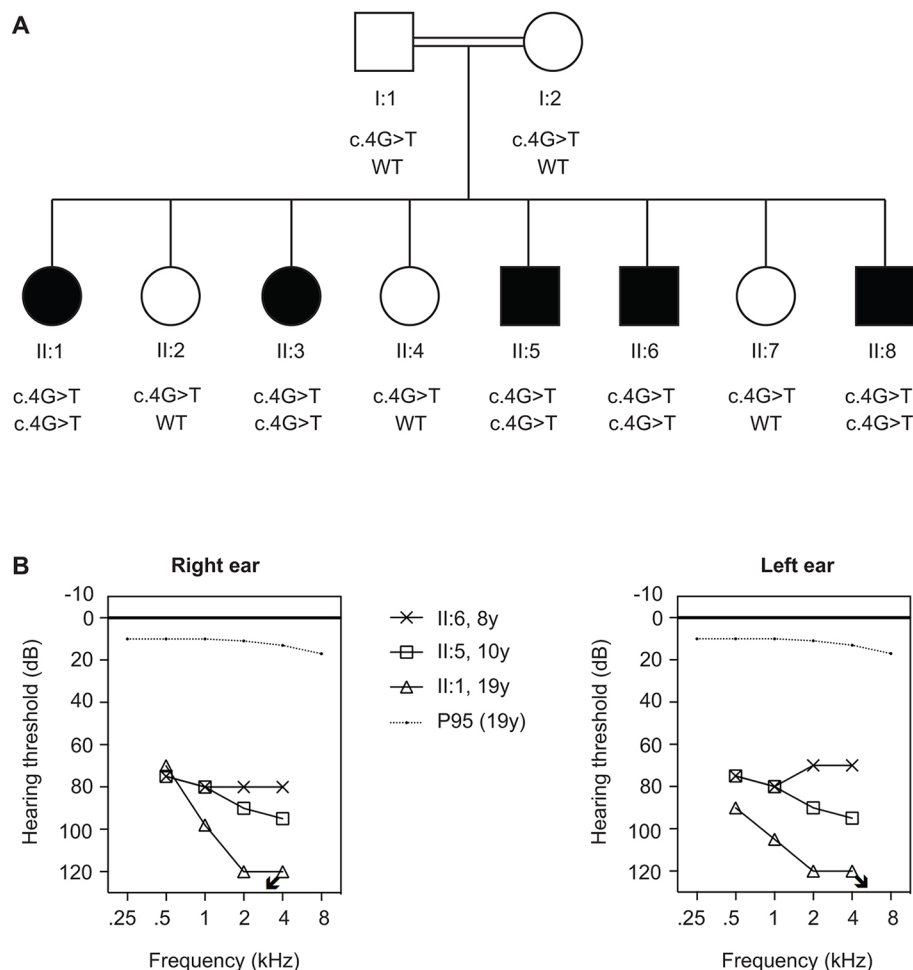 A
I:1 I:2
c.4G>T c.4G>T
WT WT
II:1 II:2 II:3 II:4 II:5 II:6 II:7 II:8
c.4G>T c.4G>T c.4G>T c.4G>T c.4G>T c.4G>T c.4G>T c.4G>T
c.4G>T WT c.4G>T WT c.4G>T c.4G>T WT c.4G>T
B
Right ear
Hearing threshold (dB)
-10
0
20
40
60
80
100
120
.25 .5 1 2 4 8
Frequency (kHz)
II:6, 8y
II:5, 10y
II:1, 19y
P95 (19y)
Left ear
Hearing threshold (dB)
-10
0
20
40
60
80
100
120
.25 .5 1 2 4 8
Frequency (kHz)